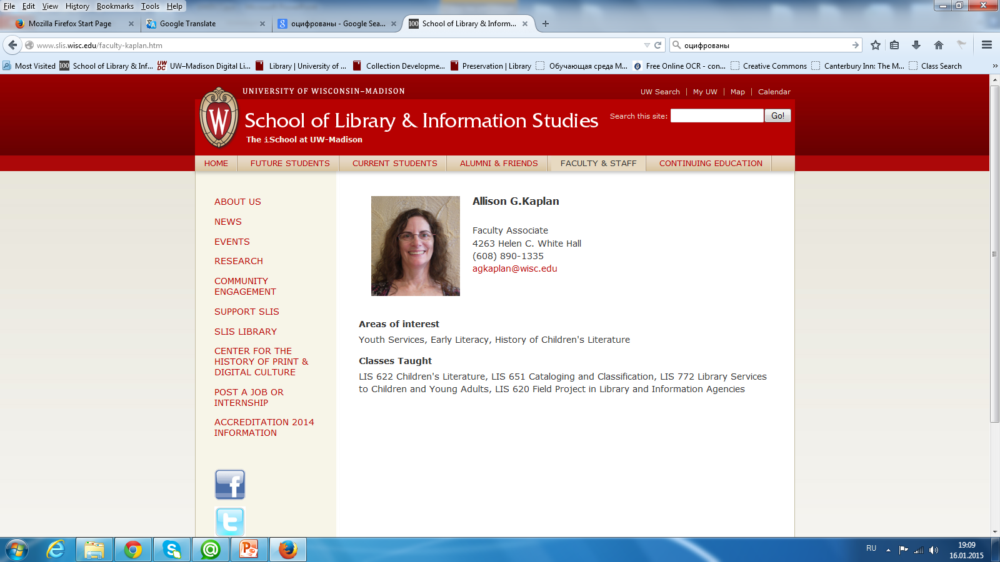 File Edit View History Bookmarks Tools Help
Mozilla Firefox Start Page
Google Translate
оцифрованы - Google Sea...
School of Library & Inform...
www.slis.wisc.edu/faculty-kaplan.htm
оцифрованы
Most Visited
School of Library & Inf...
UW-Madison Digital Li...
Library | University of ...
Collection Developme...
Preservation | Library
Обучающая среда М...
Free Online OCR - con...
Creative Commons
Canterbury Inn: The M...
Class Search
UNIVERSITY OF WISCONSIN–MADISON
UW Search | My UW | Map | Calendar
W
School of Library & Information Studies
Search this site: Go!
The iSchool at UW-Madison
HOME FUTURE STUDENTS CURRENT STUDENTS ALUMNI & FRIENDS FACULTY & STAFF CONTINUING EDUCATION
ABOUT US
NEWS
EVENTS
RESEARCH
COMMUNITY
ENGAGEMENT
SUPPORT SLIS
SLIS LIBRARY
CENTER FOR THE
HISTORY OF PRINT &
DIGITAL CULTURE
POST A JOB OR
INTERNSHIP
ACCREDITATION 2014
INFORMATION
Allison G.Kaplan
Faculty Associate
4263 Helen C. White Hall
(608) 890-1335
agkaplan@wisc.edu
Areas of interest
Youth Services, Early Literacy, History of Children's Literature
Classes Taught
LIS 622 Children's Literature, LIS 651 Cataloging and Classification, LIS 772 Library Services
to Children and Young Adults, LIS 620 Field Project in Library and Information Agencies
RU
19:09
16.01.2015